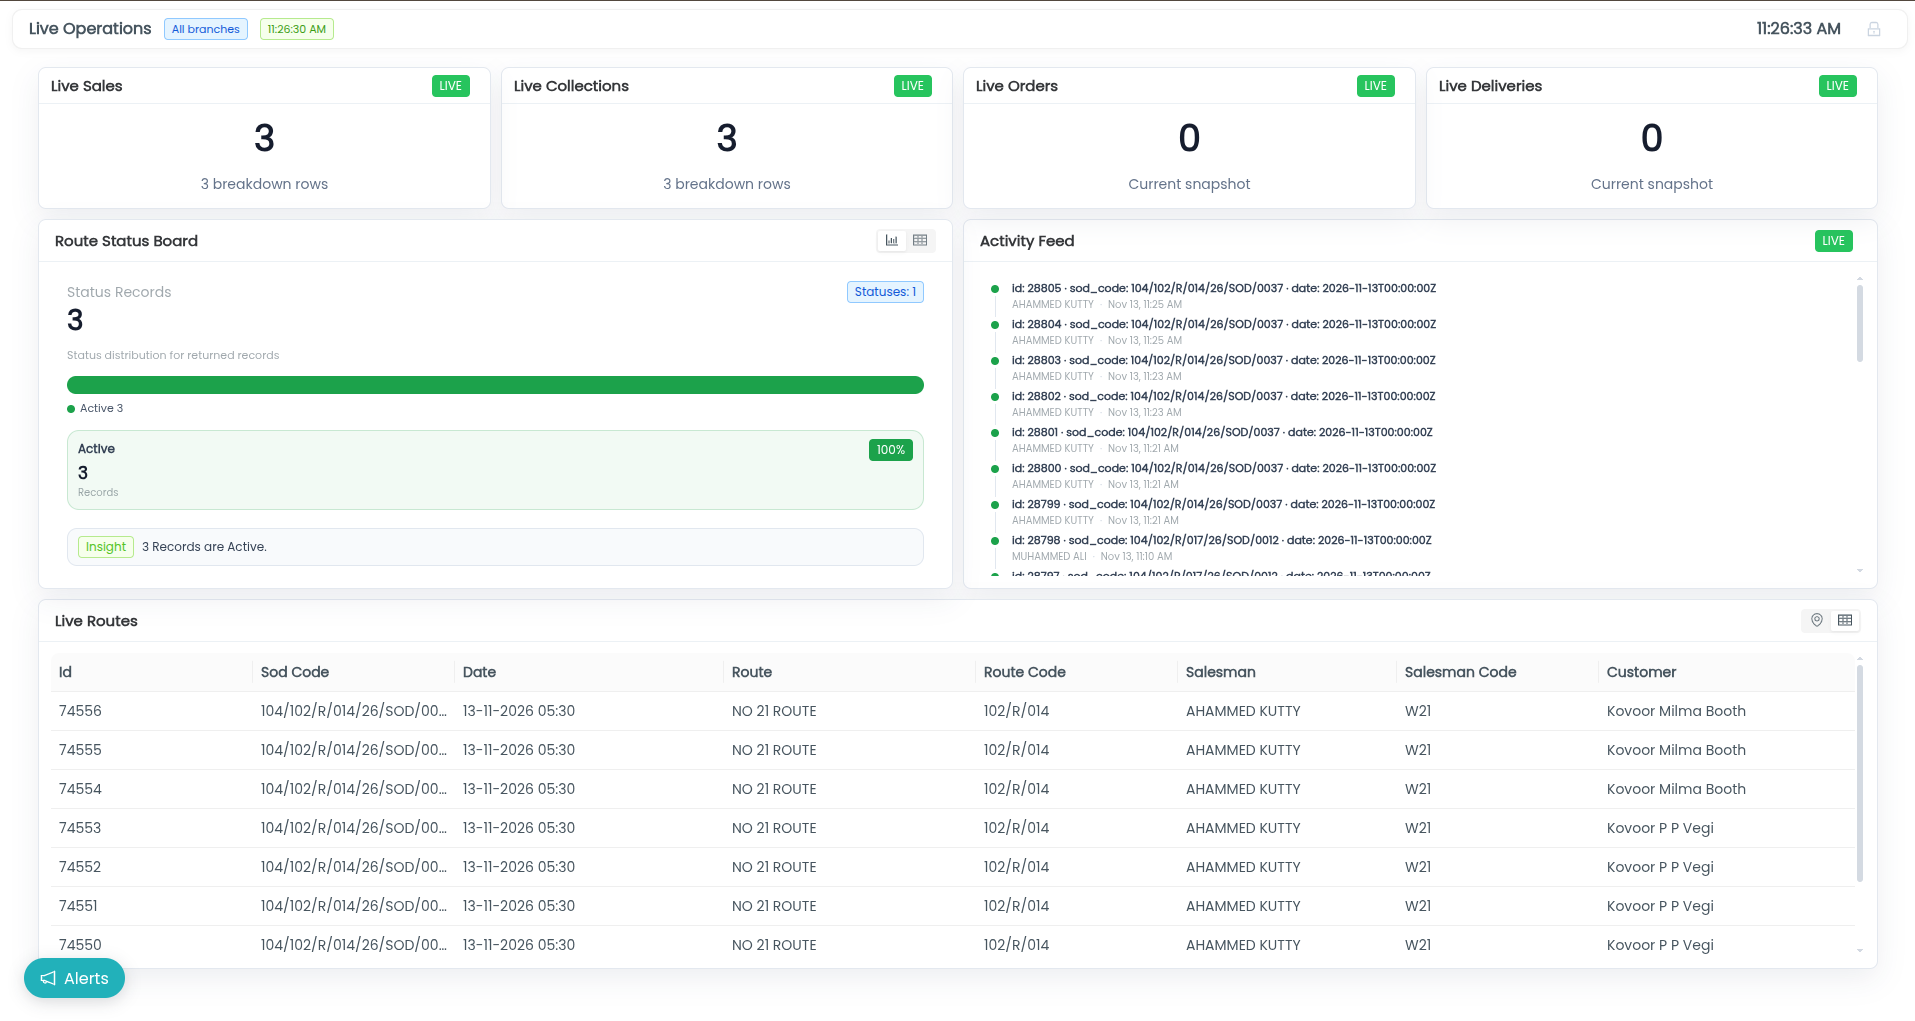 Live Operations All branches 11:26:30 AM 11:26:33 AM
Live Sales LIVE
3
3 breakdown rows
Live Collections LIVE
3
3 breakdown rows
Live Orders LIVE
0
Current snapshot
Live Deliveries LIVE
0
Current snapshot
Route Status Board
Status Records Statuses: 1
3
Status distribution for returned records
Active 3
Active 100%
3
Records
Insight 3 Records are Active.
Activity Feed LIVE
id: 28805 · sod_code: 104/102/R/014/26/SOD/0037 · date: 2026-11-13T00:00:00Z
AHAMMED KUTTY · Nov 13, 11:25 AM
id: 28804 · sod_code: 104/102/R/014/26/SOD/0037 · date: 2026-11-13T00:00:00Z
AHAMMED KUTTY · Nov 13, 11:25 AM
id: 28803 · sod_code: 104/102/R/014/26/SOD/0037 · date: 2026-11-13T00:00:00Z
AHAMMED KUTTY · Nov 13, 11:23 AM
id: 28802 · sod_code: 104/102/R/014/26/SOD/0037 · date: 2026-11-13T00:00:00Z
AHAMMED KUTTY · Nov 13, 11:23 AM
id: 28801 · sod_code: 104/102/R/014/26/SOD/0037 · date: 2026-11-13T00:00:00Z
AHAMMED KUTTY · Nov 13, 11:21 AM
id: 28800 · sod_code: 104/102/R/014/26/SOD/0037 · date: 2026-11-13T00:00:00Z
AHAMMED KUTTY · Nov 13, 11:21 AM
id: 28799 · sod_code: 104/102/R/014/26/SOD/0037 · date: 2026-11-13T00:00:00Z
AHAMMED KUTTY · Nov 13, 11:21 AM
id: 28798 · sod_code: 104/102/R/017/26/SOD/0012 · date: 2026-11-13T00:00:00Z
MUHAMMED ALI · Nov 13, 11:10 AM
id: 28797 · sod_code: 104/102/R/017/26/SOD/0012 · date: 2026-11-13T00:00:00Z
Live Routes
Id Sod Code Date Route Route Code Salesman Salesman Code Customer
74556 104/102/R/014/26/SOD/00... 13-11-2026 05:30 NO 21 ROUTE 102/R/014 AHAMMED KUTTY W21 Kovoor Milma Booth
74555 104/102/R/014/26/SOD/00... 13-11-2026 05:30 NO 21 ROUTE 102/R/014 AHAMMED KUTTY W21 Kovoor Milma Booth
74554 104/102/R/014/26/SOD/00... 13-11-2026 05:30 NO 21 ROUTE 102/R/014 AHAMMED KUTTY W21 Kovoor Milma Booth
74553 104/102/R/014/26/SOD/00... 13-11-2026 05:30 NO 21 ROUTE 102/R/014 AHAMMED KUTTY W21 Kovoor P P Vegi
74552 104/102/R/014/26/SOD/00... 13-11-2026 05:30 NO 21 ROUTE 102/R/014 AHAMMED KUTTY W21 Kovoor P P Vegi
74551 104/102/R/014/26/SOD/00... 13-11-2026 05:30 NO 21 ROUTE 102/R/014 AHAMMED KUTTY W21 Kovoor P P Vegi
74550 104/102/R/014/26/SOD/00... 13-11-2026 05:30 NO 21 ROUTE 102/R/014 AHAMMED KUTTY W21 Kovoor P P Vegi
Alerts